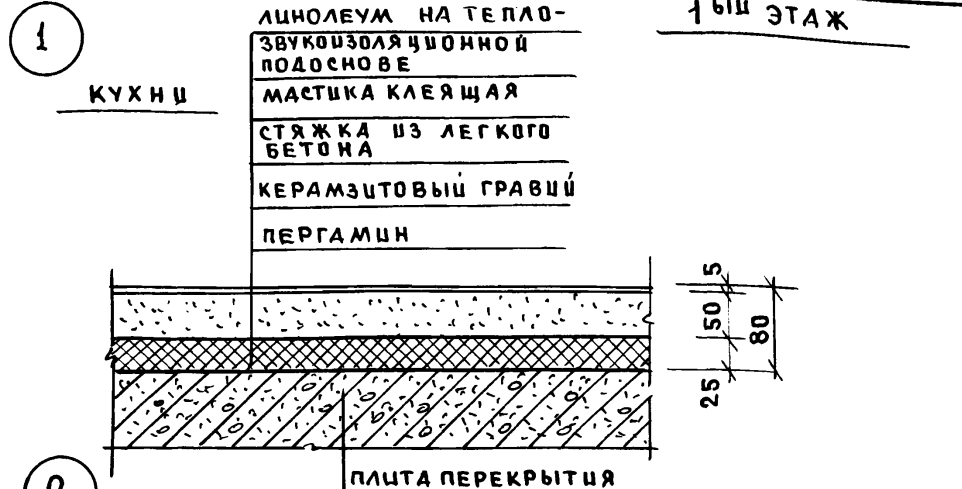 1
ЛИНОЛЕУМ НА ТЕПЛО-
1ЫЙ ЭТАЖ
ЗВУКОИЗОЛЯЦИОННОЙ
ПОДОСНОВЕ
КУХНИ
МАСТИКА КЛЕЯЩАЯ
СТЯЖКА ИЗ ЛЕГКОГО
БЕТОНА
КЕРАМЗИТОВЫЙ ГРАВИЙ
ПЕРГАМИН
5
50
80
25
ПЛИТА ПЕРЕКРЫТИЯ